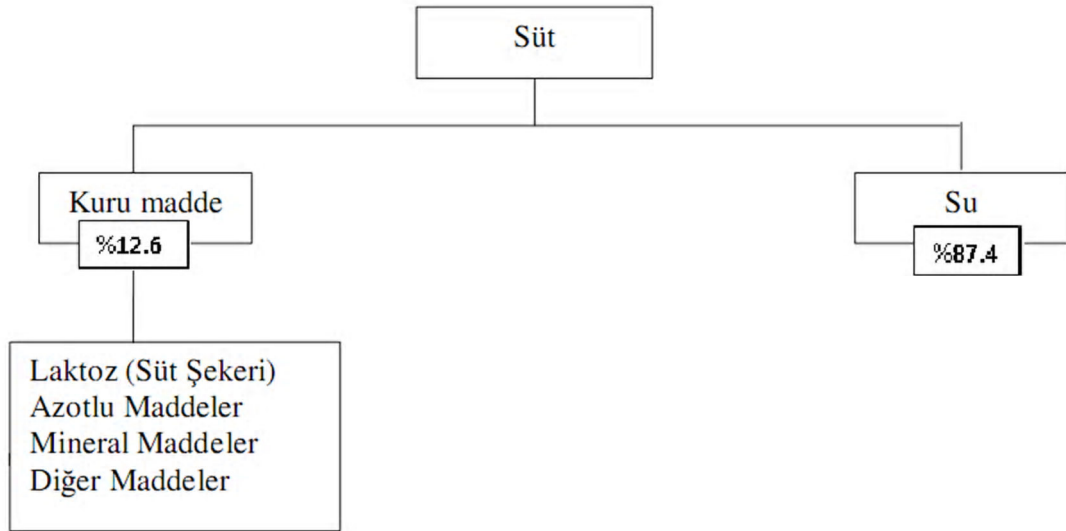 Süt
Kuru madde
%12.6
Su
%87.4
Laktoz (Süt Şekeri)
Azotlu Maddeler
Mineral Maddeler
Diğer Maddeler